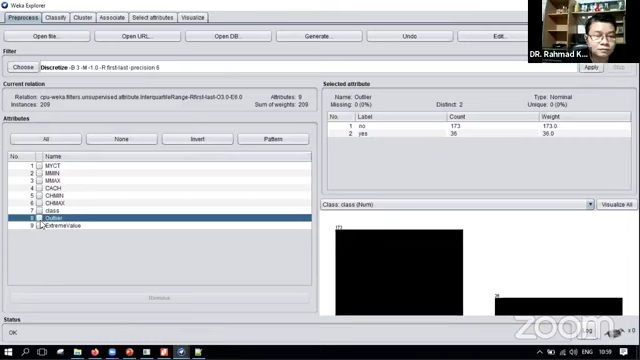 Weka Explorer
Preprocess Classify Cluster Associate Select attributes Visualize
Open file... Open URL... Open DB... Generate... Undo Edit...
Filter
Choose Discretize -B 3 -M -1.0 -R first-last -precision 6 Apply
Current relation
Relation: cpu-weka.filters.unsupervised.attribute.InterquartileRange-Rfirst-last-O3.0-E6.0 Attributes: 9
Instances: 209 Sum of weights: 209
Attributes
All None Invert Pattern
No. Name
1 MYCT
2 MMIN
3 MMAX
4 CACH
5 CHMIN
6 CHMAX
7 class
8 Outlier
9 ExtremeValue
Remove
Status
OK
Selected attribute
Name: Outlier Type: Nominal
Missing: 0 (0%) Distinct: 2 Unique: 0 (0%)
No. Label Count Weight
1 no 173 173.0
2 yes 36 36.0
Class: class (Num) Visualize All
173
36
Log x 0
DR. Rahmad K...
zoom
ENG 10:59